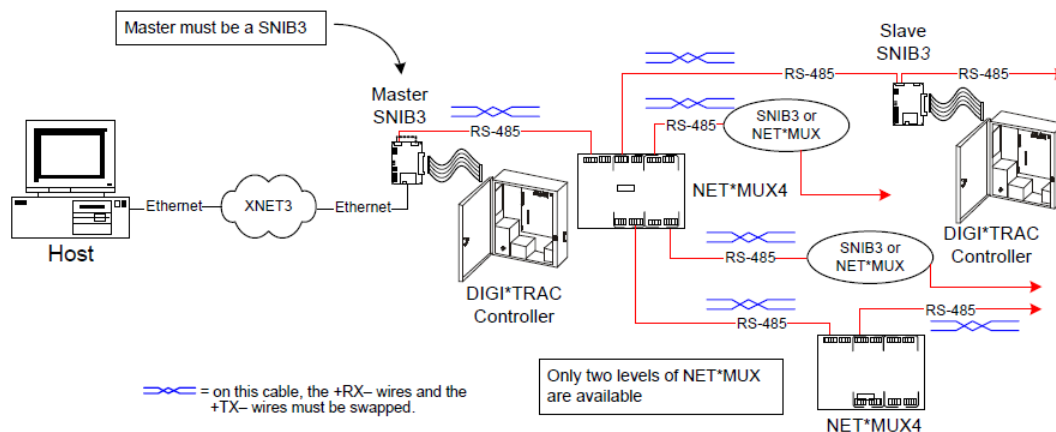 Master must be a SNIB3
Slave
SNIB3
RS-485
RS-485
Master
SNIB3
RS-485
RS-485
SNIB3 or
NET*MUX
NET*MUX4
Ethernet
XNET3
Ethernet
Host
DIGI*TRAC
Controller
DIGI*TRAC
Controller
RS-485
SNIB3 or
NET*MUX
RS-485
RS-485
Only two levels of NET*MUX
are available
= on this cable, the +RX– wires and the
+TX– wires must be swapped.
NET*MUX4